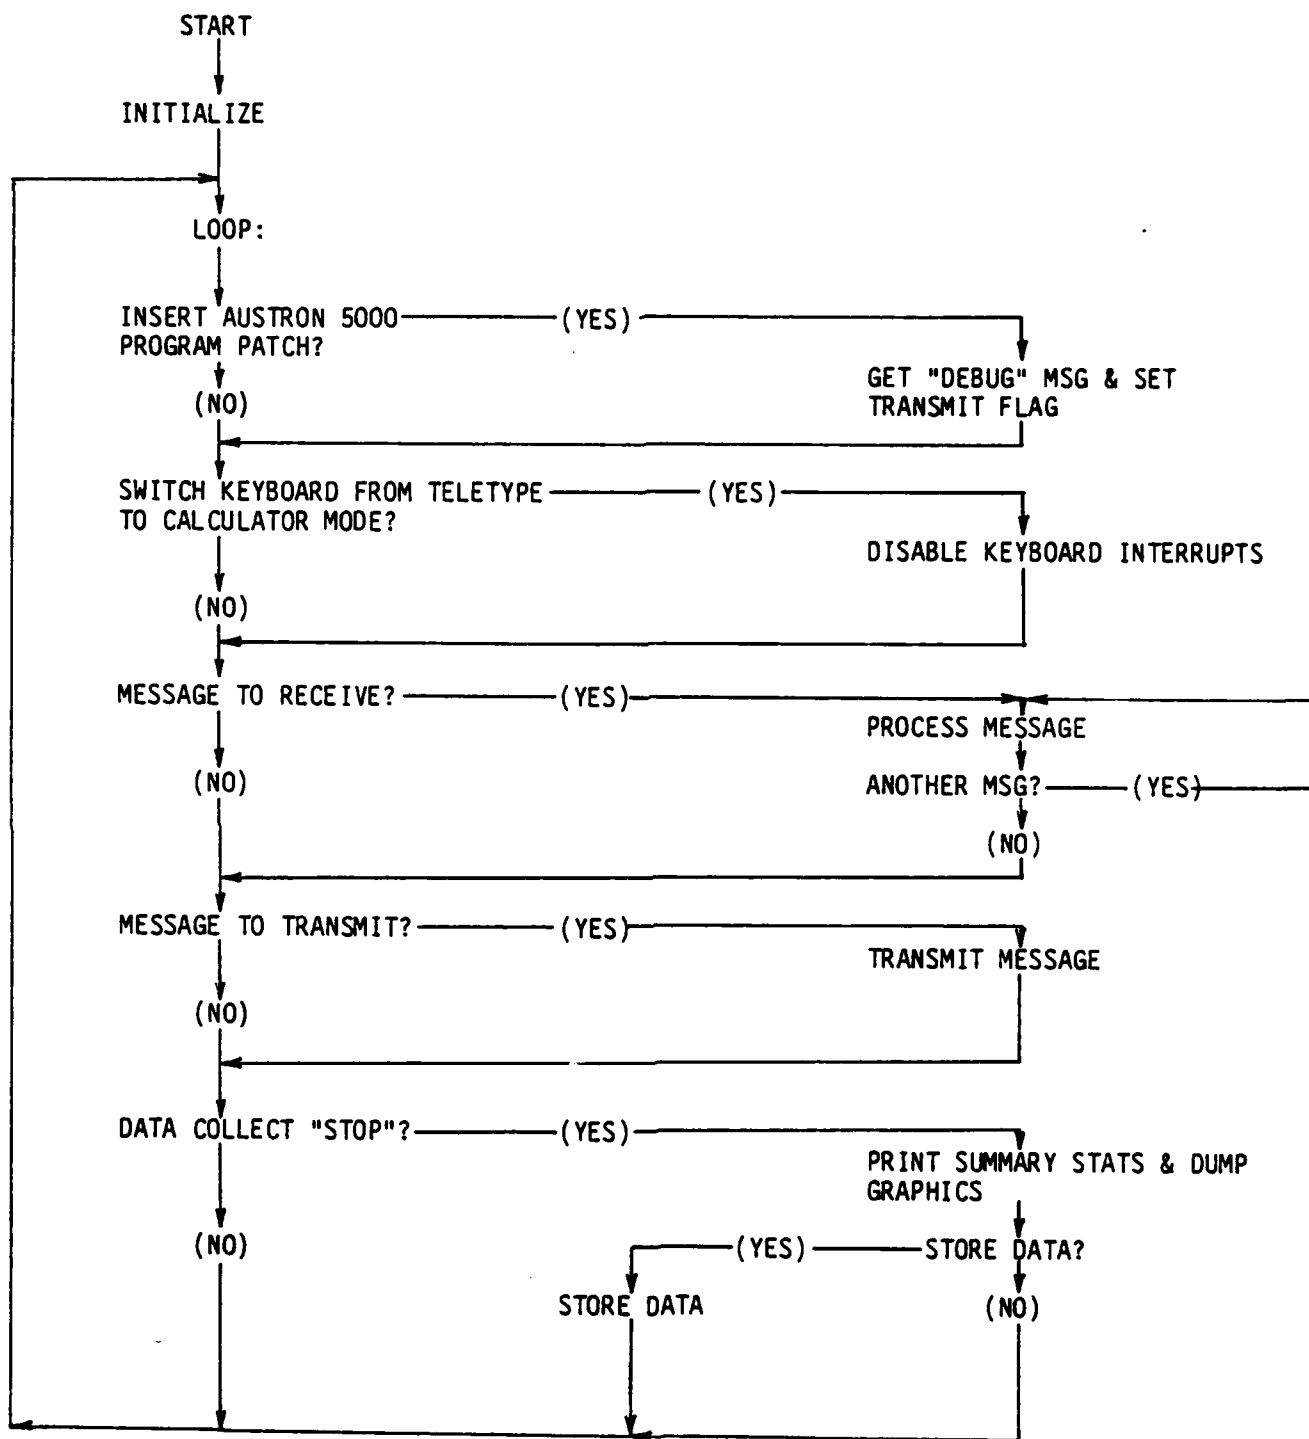 START
INITIALIZE
LOOP:
INSERT AUSTRON 5000 (YES)
PROGRAM PATCH?
GET "DEBUG" MSG & SET
TRANSMIT FLAG
(NO)
SWITCH KEYBOARD FROM TELETYPE (YES)
TO CALCULATOR MODE?
DISABLE KEYBOARD INTERRUPTS
(NO)
MESSAGE TO RECEIVE? (YES)
PROCESS MESSAGE
(NO)
ANOTHER MSG? (YES)
(NO)
MESSAGE TO TRANSMIT? (YES)
TRANSMIT MESSAGE
(NO)
DATA COLLECT "STOP"? (YES)
PRINT SUMMARY STATS & DUMP
GRAPHICS
(NO)
(YES) STORE DATA?
STORE DATA
(NO)